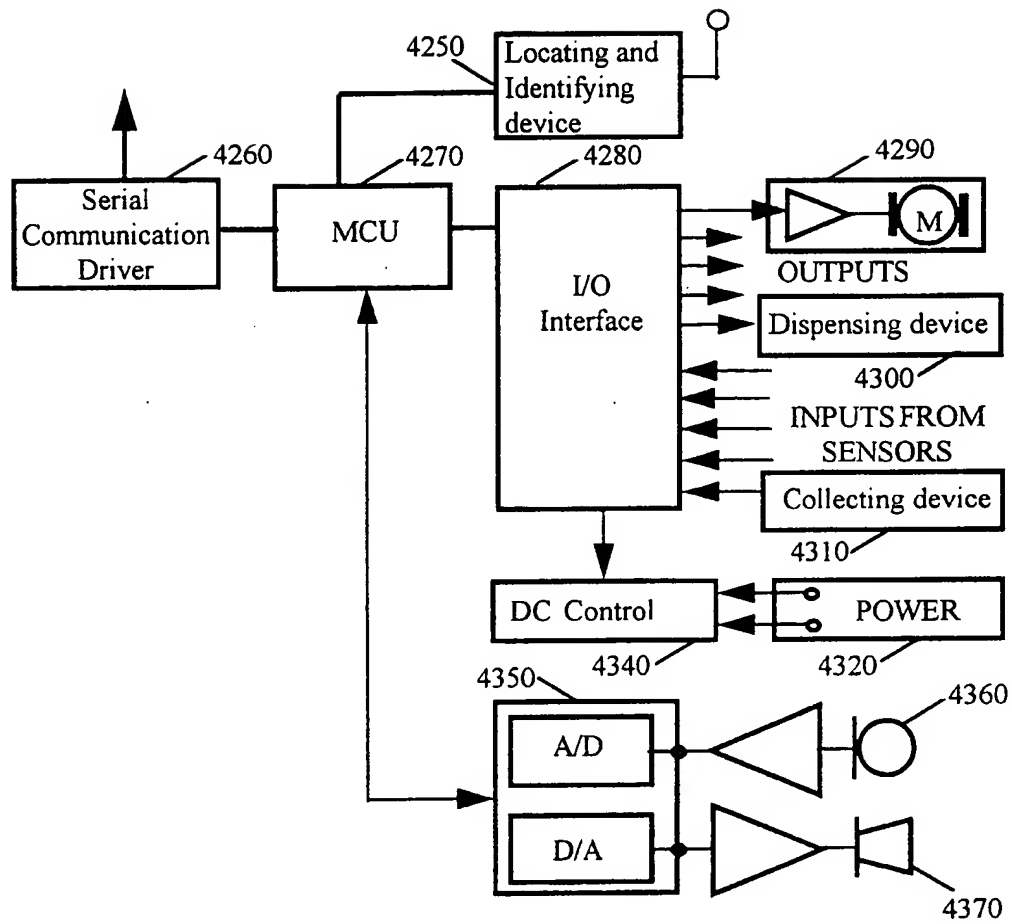 4250
Locating and
Identifying
device
4260
4270
4280
4290
Serial
Communication
Driver
MCU
I/O
Interface
M
OUTPUTS
Dispensing device
4300
INPUTS FROM
SENSORS
Collecting device
4310
DC Control
POWER
4340
4320
4350
A/D
4360
D/A
4370